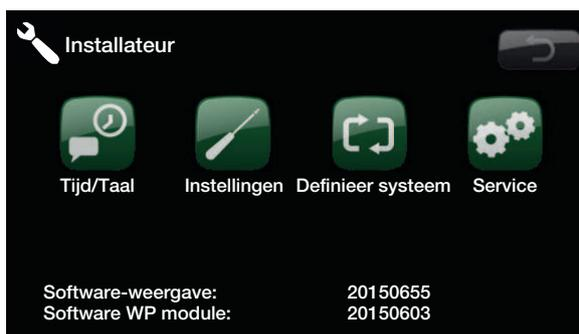 Installateur
Tijd/Taal Instellingen Definieer systeem Service
Software-weergave: 20150655
Software WP module: 20150603